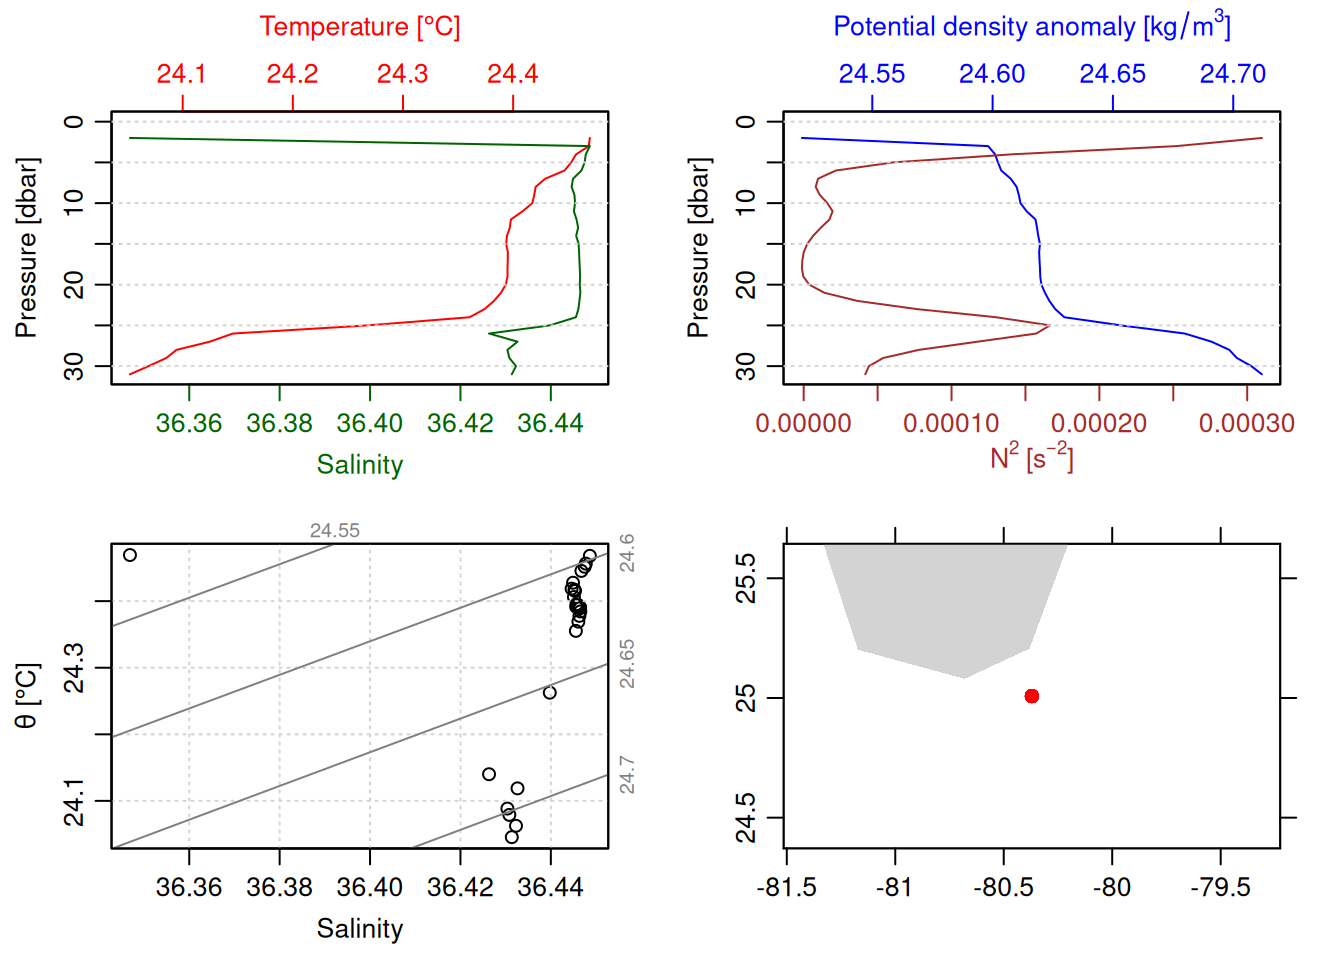 Temperature [°C]
24.1 24.2 24.3 24.4
Pressure [dbar]
0 10 20 30
36.36 36.38 36.40 36.42 36.44
Salinity
Potential density anomaly [kg/m³]
24.55 24.60 24.65 24.70
Pressure [dbar]
0 10 20 30
0.00000 0.00010 0.00020 0.00030
N² [s⁻²]
24.55
24.6
24.65
24.7
θ [°C]
24.3
24.1
36.36 36.38 36.40 36.42 36.44
Salinity
25.5
25
24.5
-81.5 -81 -80.5 -80 -79.5